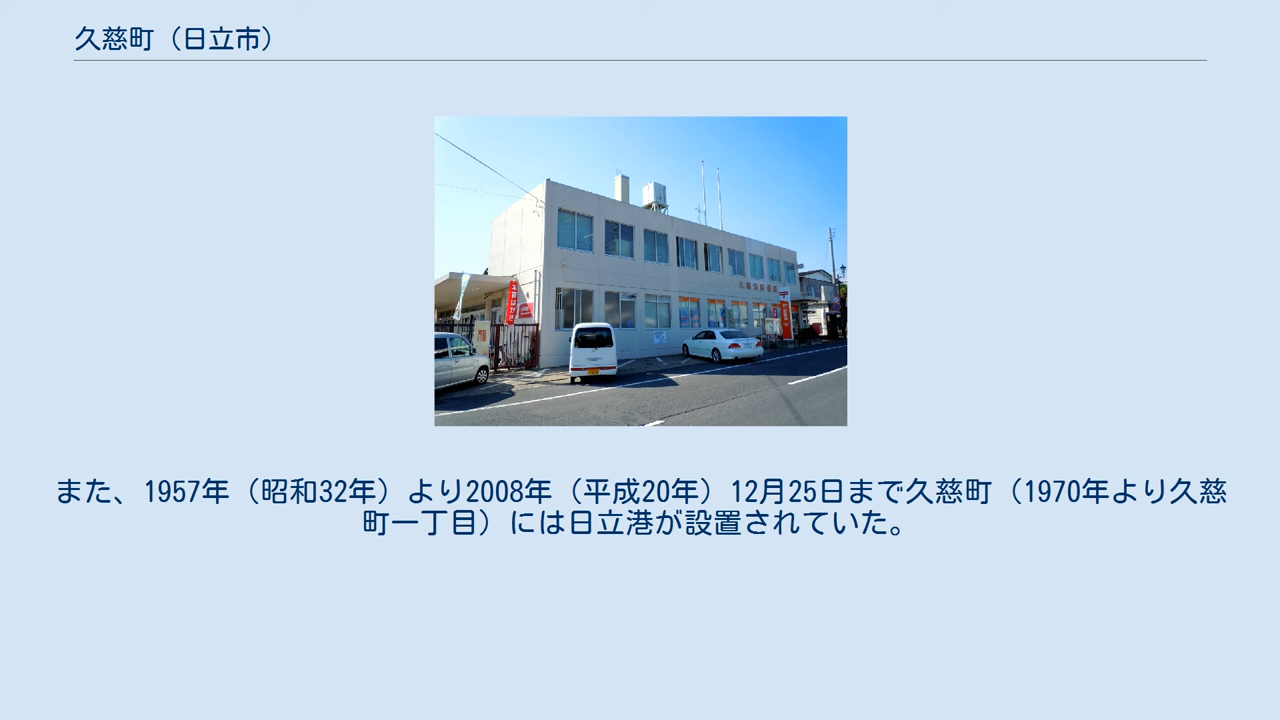 久慈町（日立市）
また、1957年（昭和32年）より2008年（平成20年）12月25日まで久慈町（1970年より久慈
町一丁目）には日立港が設置されていた。